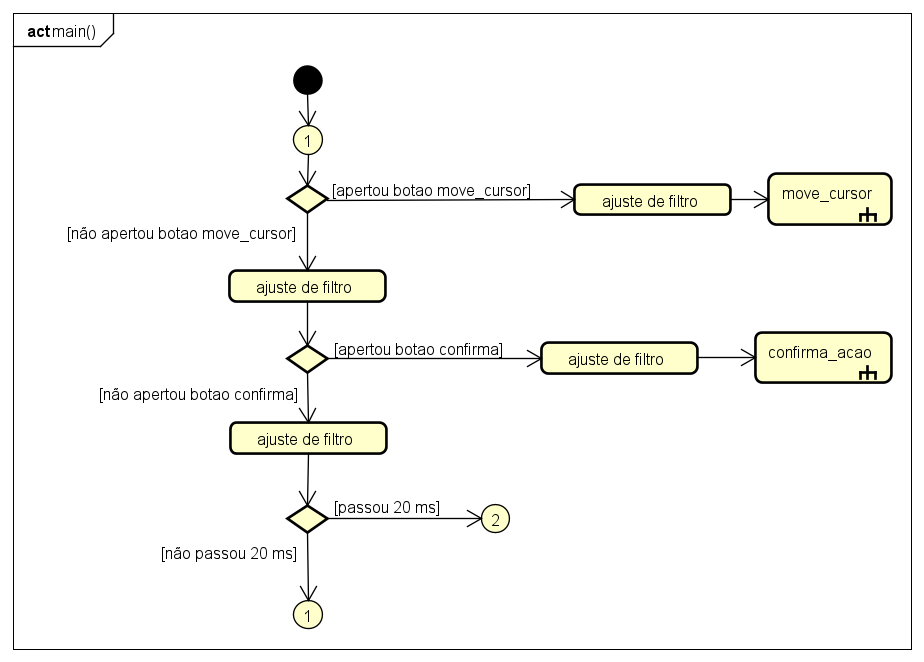 act main()
1
[apertou botao move_cursor]
ajuste de filtro
move_cursor
[não apertou botao move_cursor]
ajuste de filtro
[apertou botao confirma]
ajuste de filtro
confirma_acao
[não apertou botao confirma]
ajuste de filtro
[passou 20 ms]
2
[não passou 20 ms]
1